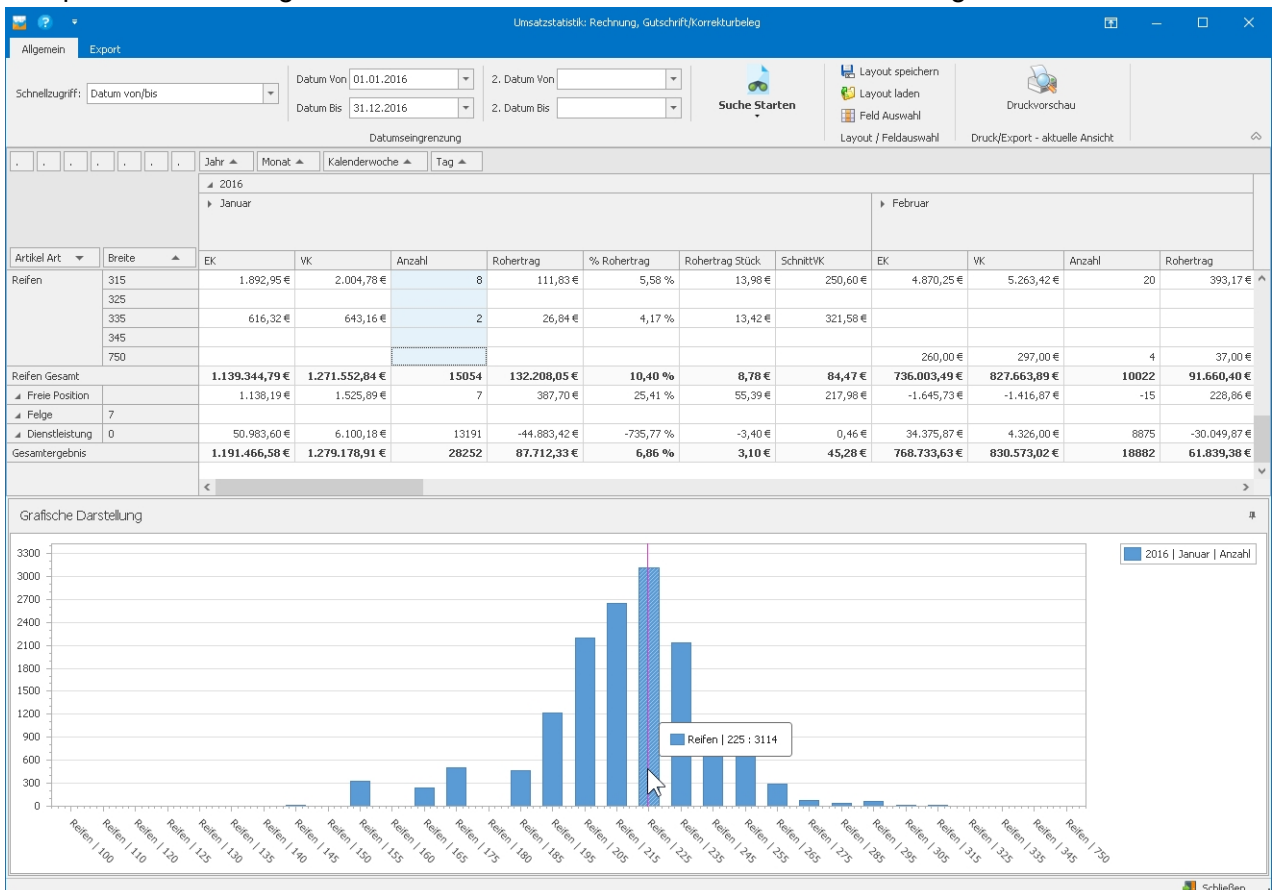 Umsatzstatistik: Rechnung, Gutschrift/Korrekturbeleg
Allgemein Export
Schnellzugriff: Datum von/bis
Datum Von 01.01.2016 2. Datum Von
Datum Bis 31.12.2016 2. Datum Bis
Suche Starten
Layout speichern
Layout laden
Feld Auswahl
Druckvorschau
Datumseingrenzung Layout / Feldauswahl Druck/Export - aktuelle Ansicht
. . . . . . . Jahr Monat Kalenderwoche Tag
2016
Januar Februar
Artikel Art Breite EK VK Anzahl Rohertrag % Rohertrag Rohertrag Stück SchnittVK EK VK Anzahl Rohertrag
Reifen 315 1.892,95 € 2.004,78 € 8 111,83 € 5,58 % 13,98 € 250,60 € 4.870,25 € 5.263,42 € 20 393,17 €
325
335 616,32 € 643,16 € 2 26,84 € 4,17 % 13,42 € 321,58 €
345
750 260,00 € 297,00 € 4 37,00 €
Reifen Gesamt 1.139.344,79 € 1.271.552,84 € 15054 132.208,05 € 10,40 % 8,78 € 84,47 € 736.003,49 € 827.663,89 € 10022 91.660,40 €
Freie Position 1.138,19 € 1.525,89 € 7 387,70 € 25,41 % 55,39 € 217,98 € -1.645,73 € -1.416,87 € -15 228,86 €
Felge 7
Dienstleistung 0 50.983,60 € 6.100,18 € 13191 -44.883,42 € -735,77 % -3,40 € 0,46 € 34.375,87 € 4.326,00 € 8875 -30.049,87 €
Gesamtergebnis 1.191.466,58 € 1.279.178,91 € 28252 87.712,33 € 6,86 % 3,10 € 45,28 € 768.733,63 € 830.573,02 € 18882 61.839,38 €
Grafische Darstellung
2016 | Januar | Anzahl
3300
3000
2700
2400
2100
1800
1500
1200
900
600
300
0
Reifen | 225 : 3114
Reifen | 100
Reifen | 110
Reifen | 120
Reifen | 125
Reifen | 130
Reifen | 135
Reifen | 140
Reifen | 145
Reifen | 150
Reifen | 155
Reifen | 160
Reifen | 165
Reifen | 175
Reifen | 180
Reifen | 185
Reifen | 195
Reifen | 205
Reifen | 215
Reifen | 225
Reifen | 235
Reifen | 245
Reifen | 255
Reifen | 265
Reifen | 275
Reifen | 285
Reifen | 295
Reifen | 305
Reifen | 315
Reifen | 325
Reifen | 335
Reifen | 345
Reifen | 750
Schließen